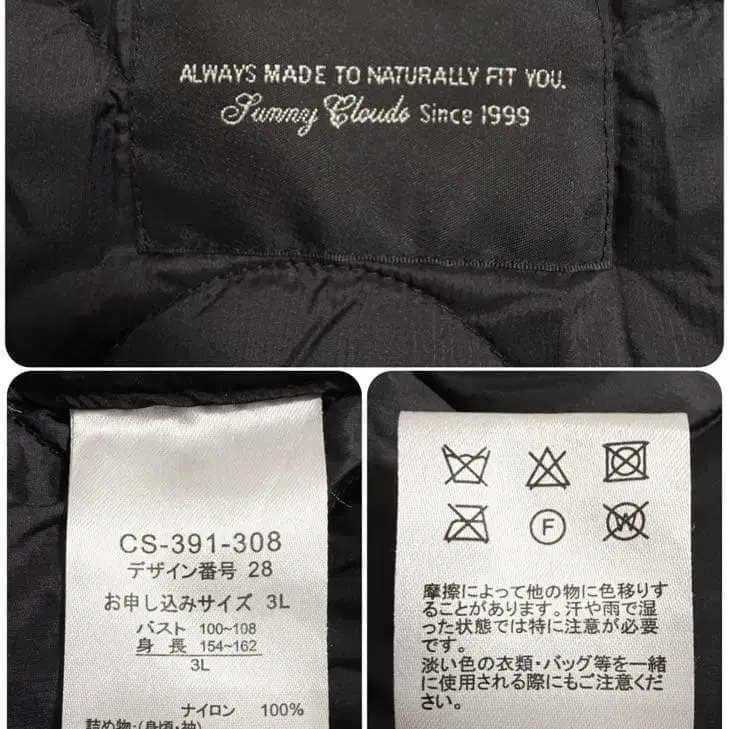 ALWAYS MADE TO NATURALLY FIT YOU.
Sunny Clouds Since 1999
CS-391-308
デザイン番号 28
お申し込みサイズ 3L
バスト 100~108
身 長 154~162
3L
ナイロン 100%
詰め物:(身頃・袖)
F
W
摩擦によって他の物に色移りす
ることがあります。汗や雨で湿
った状態では特に注意が必要
です。
淡い色の衣類・バッグ等を一緒
に使用される際にもご注意くだ
さい。